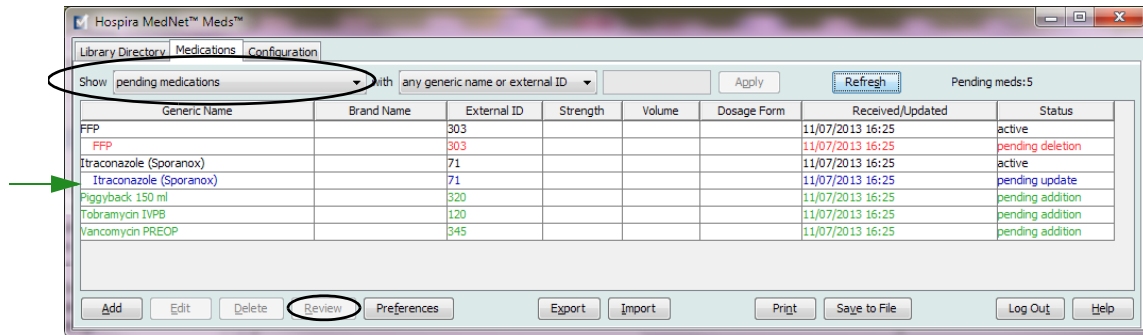 Hospira MedNet™ Meds™
Library Directory Medications Configuration
Show pending medications with any generic name or external ID Apply Refresh Pending meds:5
Generic Name Brand Name External ID Strength Volume Dosage Form Received/Updated Status
FFP 303 11/07/2013 16:25 active
FFP 303 11/07/2013 16:25 pending deletion
Itraconazole (Sporanox) 71 11/07/2013 16:25 active
Itraconazole (Sporanox) 71 11/07/2013 16:25 pending update
Piggyback 150 ml 320 11/07/2013 16:25 pending addition
Tobramycin IVPB 120 11/07/2013 16:25 pending addition
Vancomycin PREOP 345 11/07/2013 16:25 pending addition
Add Edit Delete Review Preferences Export Import Print Save to File Log Out Help